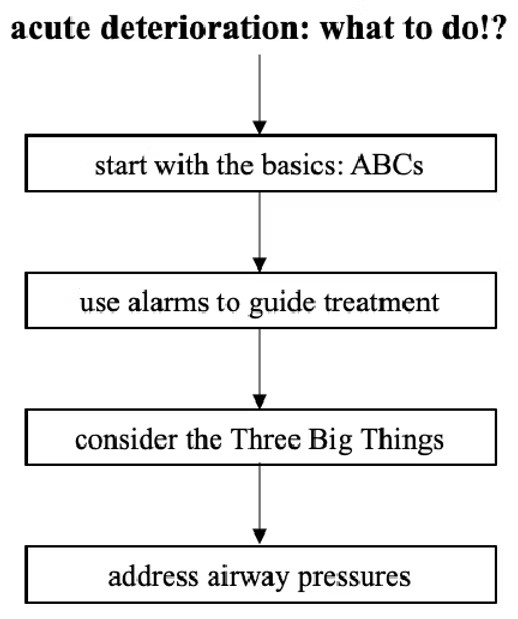 acute deterioration: what to do!?
start with the basics: ABCs
use alarms to guide treatment
consider the Three Big Things
address airway pressures